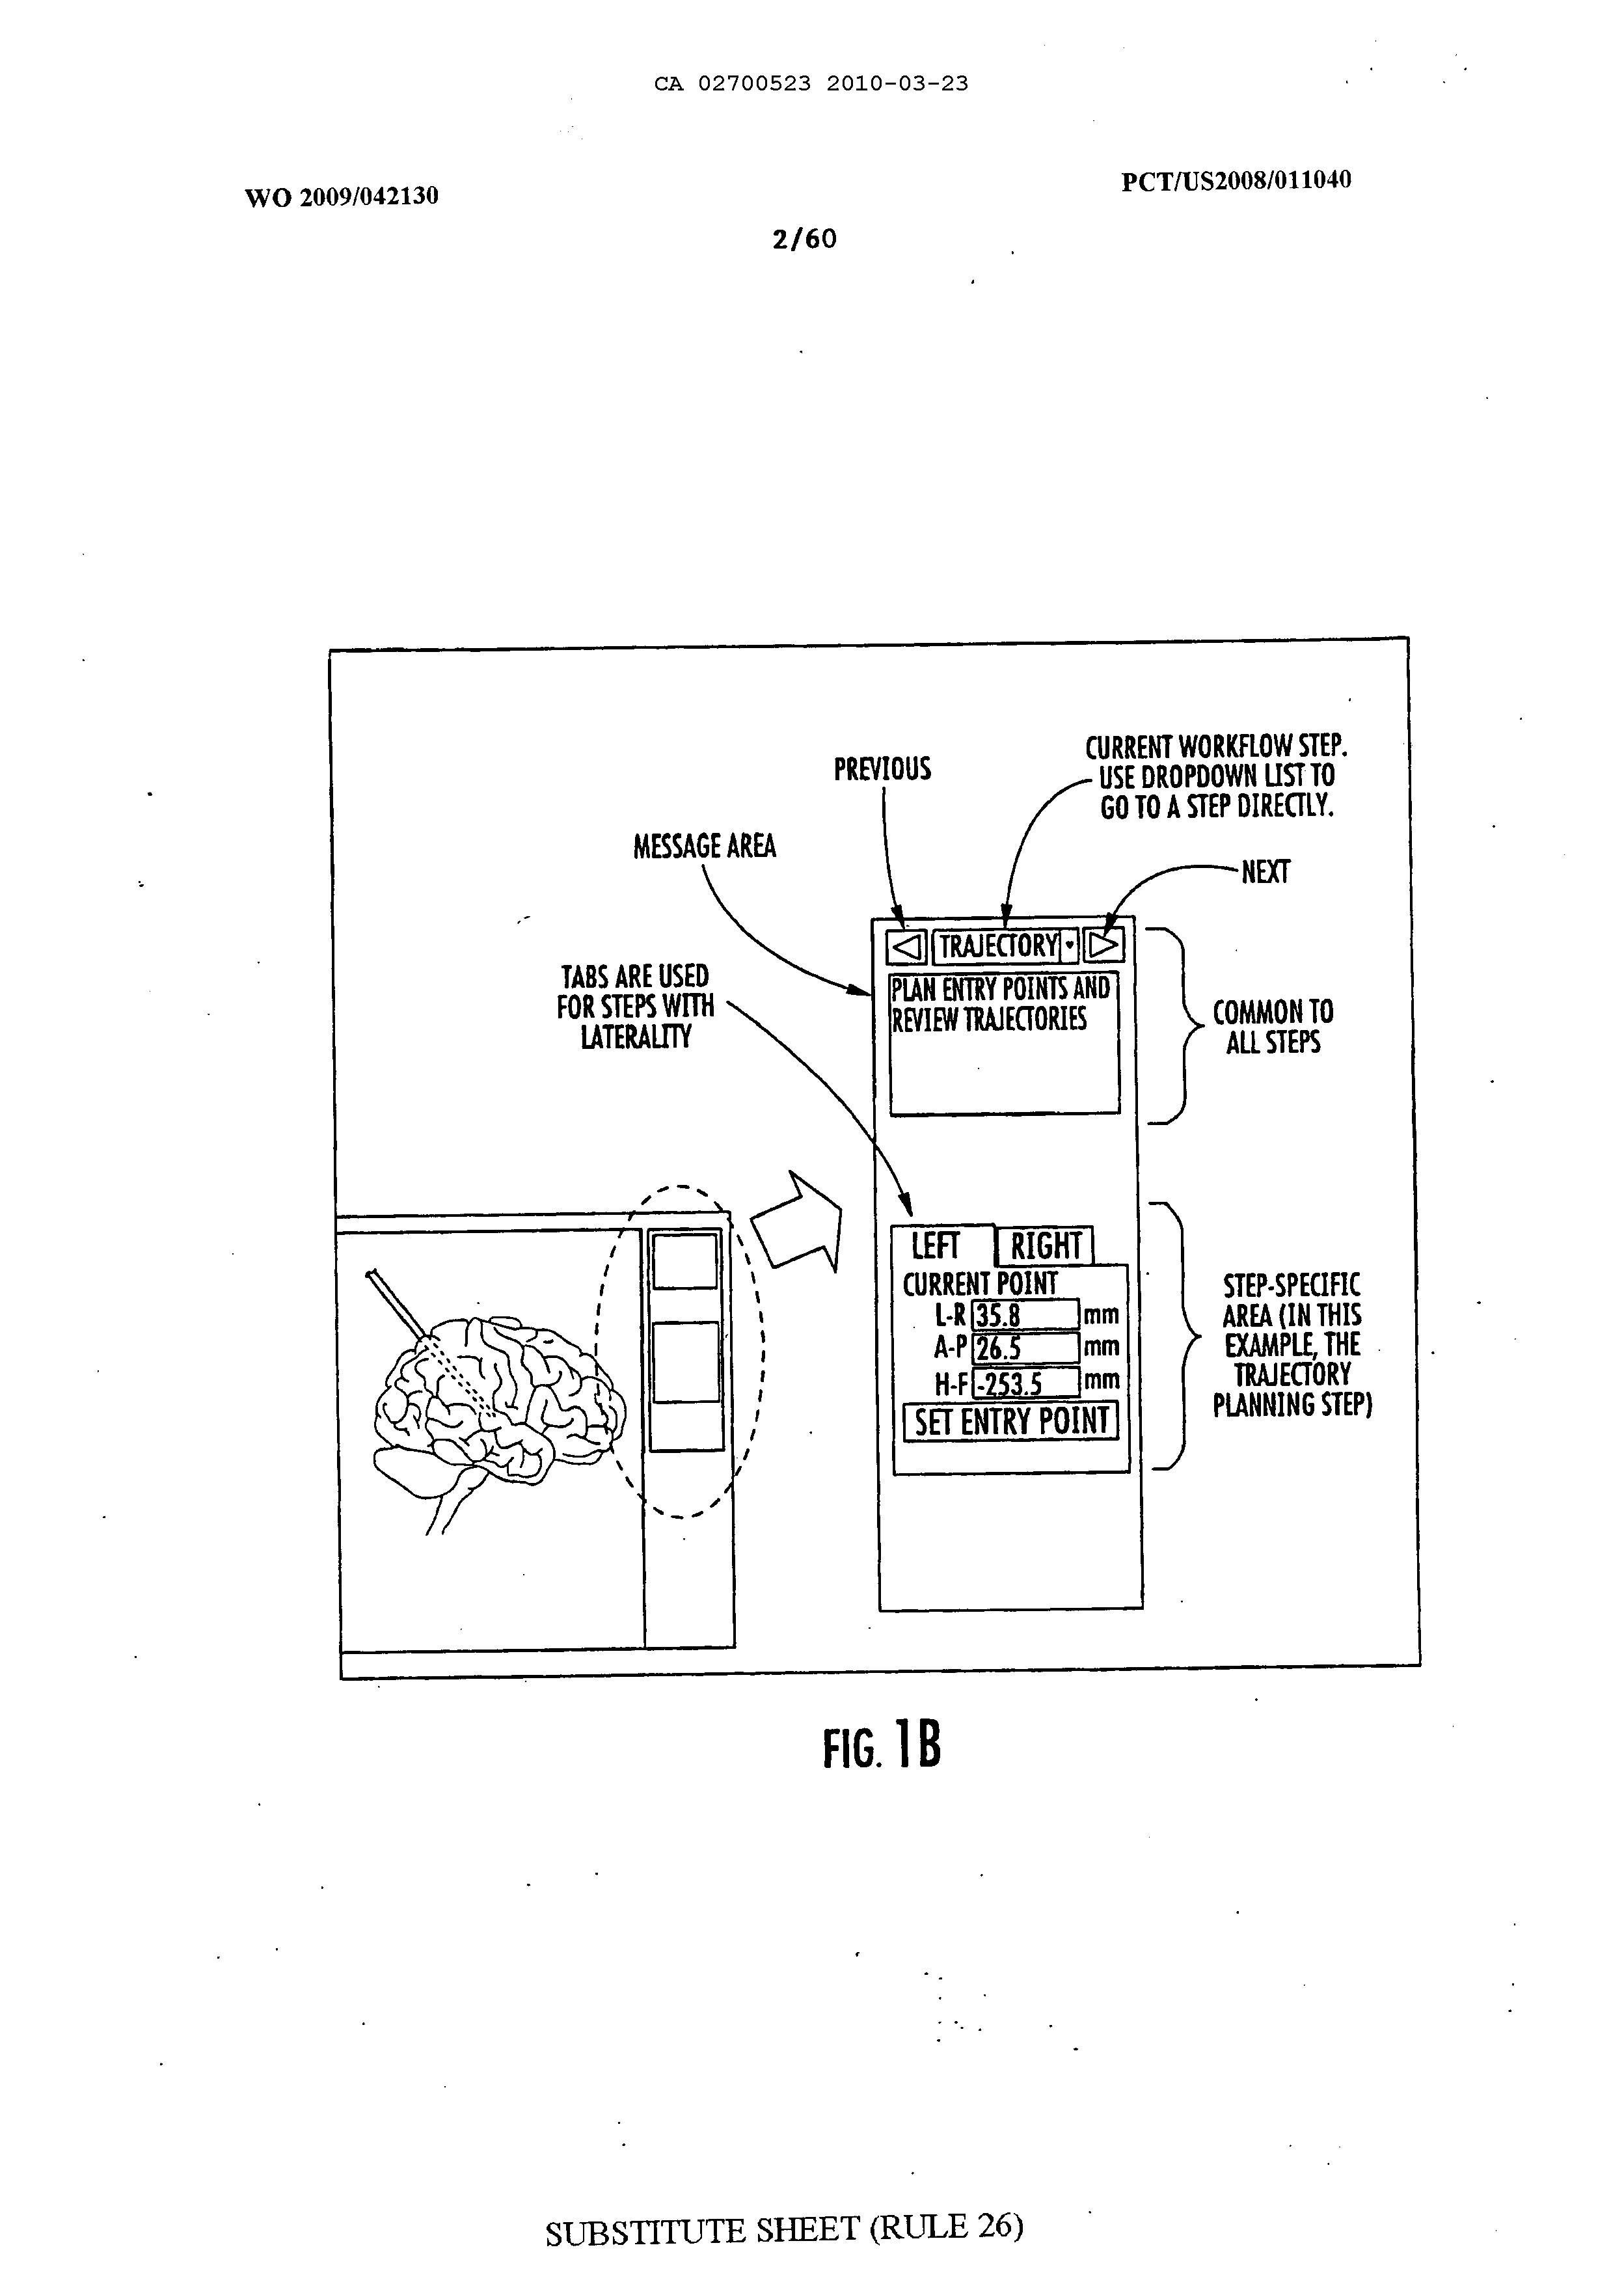 CA 02700523 2010-03-23
WO 2009/042130
PCT/US2008/011040
2/60
CURRENT WORKFLOW STEP.
USE DROPDOWN LIST TO
GO TO A STEP DIRECTLY.
PREVIOUS
MESSAGE AREA
NEXT
TRAJECTORY
TABS ARE USED
FOR STEPS WITH
LATERALITY
PLAN ENTRY POINTS AND
REVIEW TRAJECTORIES
COMMON TO
ALL STEPS
LEFT RIGHT
CURRENT POINT
L-R 35.8 mm
A-P 26.5 mm
H-F -253.5 mm
SET ENTRY POINT
STEP-SPECIFIC
AREA (IN THIS
EXAMPLE, THE
TRAJECTORY
PLANNING STEP)
FIG. 1B
SUBSTITUTE SHEET (RULE 26)